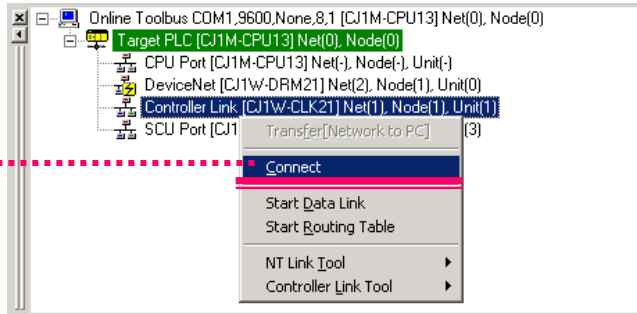 Online Toolbus COM1,9600,None,8,1 [CJ1M-CPU13] Net(0), Node(0)
Target PLC [CJ1M-CPU13] Net(0), Node(0)
CPU Port [CJ1M-CPU13] Net(-), Node(-), Unit(-)
DeviceNet [CJ1W-DRM21] Net(2), Node(1), Unit(0)
Controller Link [CJ1W-CLK21] Net(1), Node(1), Unit(1)
SCU Port [CJ1 (3)
Transfer[Network to PC]
Connect
Start Data Link
Start Routing Table
NT Link Tool
Controller Link Tool